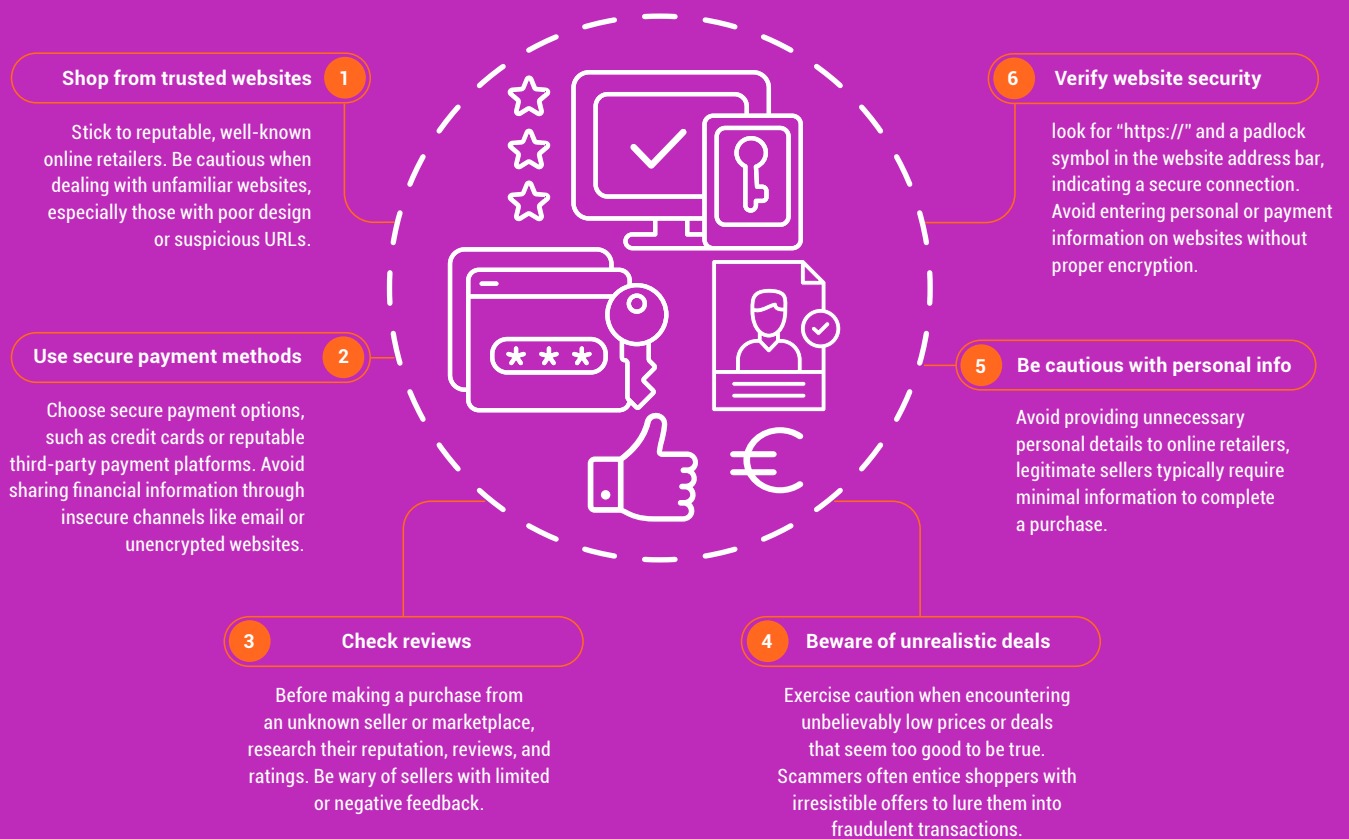 Shop from trusted websites 1
Stick to reputable, well-known
online retailers. Be cautious when
dealing with unfamiliar websites,
especially those with poor design
or suspicious URLs.
Use secure payment methods 2
Choose secure payment options,
such as credit cards or reputable
third-party payment platforms. Avoid
sharing financial information through
insecure channels like email or
unencrypted websites.
3 Check reviews
Before making a purchase from
an unknown seller or marketplace,
research their reputation, reviews, and
ratings. Be wary of sellers with limited
or negative feedback.
4 Beware of unrealistic deals
Exercise caution when encountering
unbelievably low prices or deals
that seem too good to be true.
Scammers often entice shoppers with
irresistible offers to lure them into
fraudulent transactions.
5 Be cautious with personal info
Avoid providing unnecessary
personal details to online retailers,
legitimate sellers typically require
minimal information to complete
a purchase.
6 Verify website security
look for “https://” and a padlock
symbol in the website address bar,
indicating a secure connection.
Avoid entering personal or payment
information on websites without
proper encryption.
* * *
€